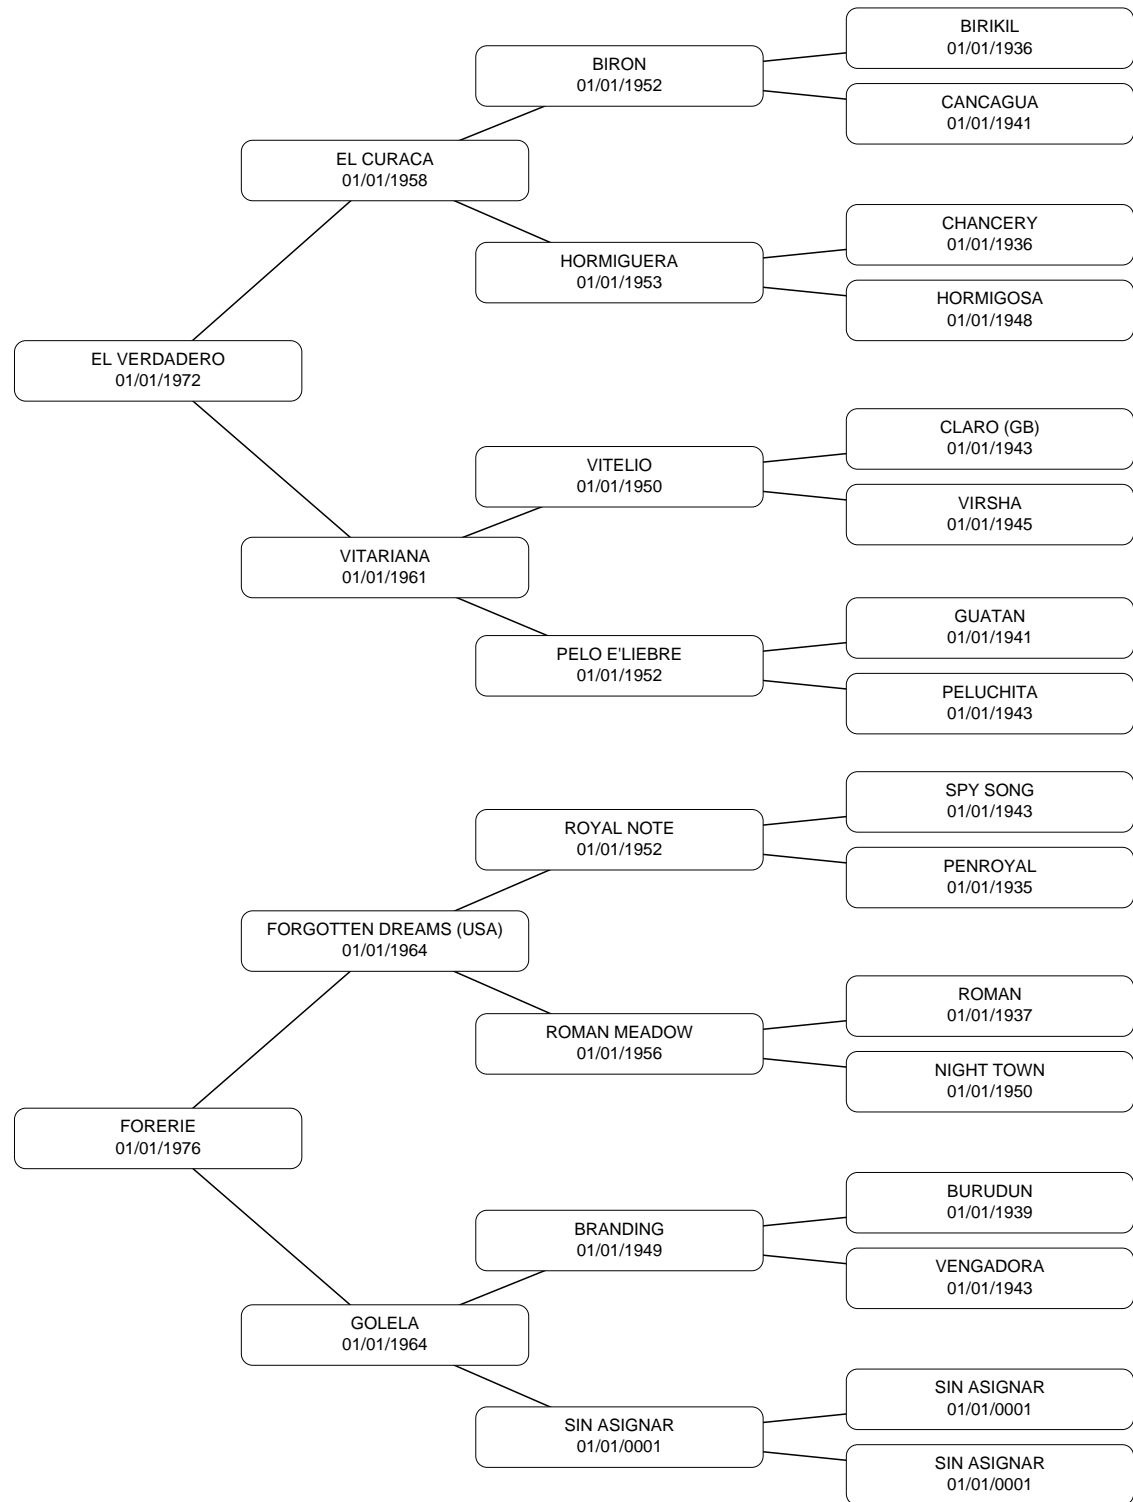 BIRIKIL
01/01/1936
BIRON
01/01/1952
CANCAGUA
01/01/1941
EL CURACA
01/01/1958
CHANCERY
01/01/1936
HORMIGUERA
01/01/1953
HORMIGOSA
01/01/1948
EL VERDADERO
01/01/1972
CLARO (GB)
01/01/1943
VITELIO
01/01/1950
VIRSHA
01/01/1945
VITARIANA
01/01/1961
GUATAN
01/01/1941
PELO E'LIEBRE
01/01/1952
PELUCHITA
01/01/1943
SPY SONG
01/01/1943
ROYAL NOTE
01/01/1952
PENROYAL
01/01/1935
FORGOTTEN DREAMS (USA)
01/01/1964
ROMAN
01/01/1937
ROMAN MEADOW
01/01/1956
NIGHT TOWN
01/01/1950
FORERIE
01/01/1976
BURUDUN
01/01/1939
BRANDING
01/01/1949
VENGADORA
01/01/1943
GOLELA
01/01/1964
SIN ASIGNAR
01/01/0001
SIN ASIGNAR
01/01/0001
SIN ASIGNAR
01/01/0001